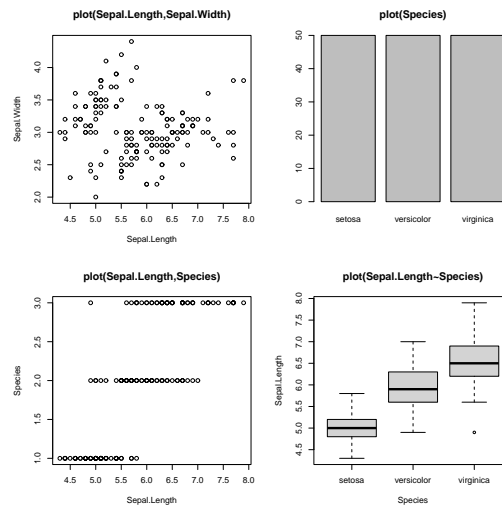 plot(Sepal.Length,Sepal.Width)
Sepal.Width
4.0
3.5
3.0
2.5
2.0
4.5 5.0 5.5 6.0 6.5 7.0 7.5 8.0
Sepal.Length
plot(Species)
50
40
30
20
10
0
setosa versicolor virginica
plot(Sepal.Length,Species)
Species
3.0
2.5
2.0
1.5
1.0
4.5 5.0 5.5 6.0 6.5 7.0 7.5 8.0
Sepal.Length
plot(Sepal.Length~Species)
Sepal.Length
8.0
7.5
7.0
6.5
6.0
5.5
5.0
4.5
setosa versicolor virginica
Species